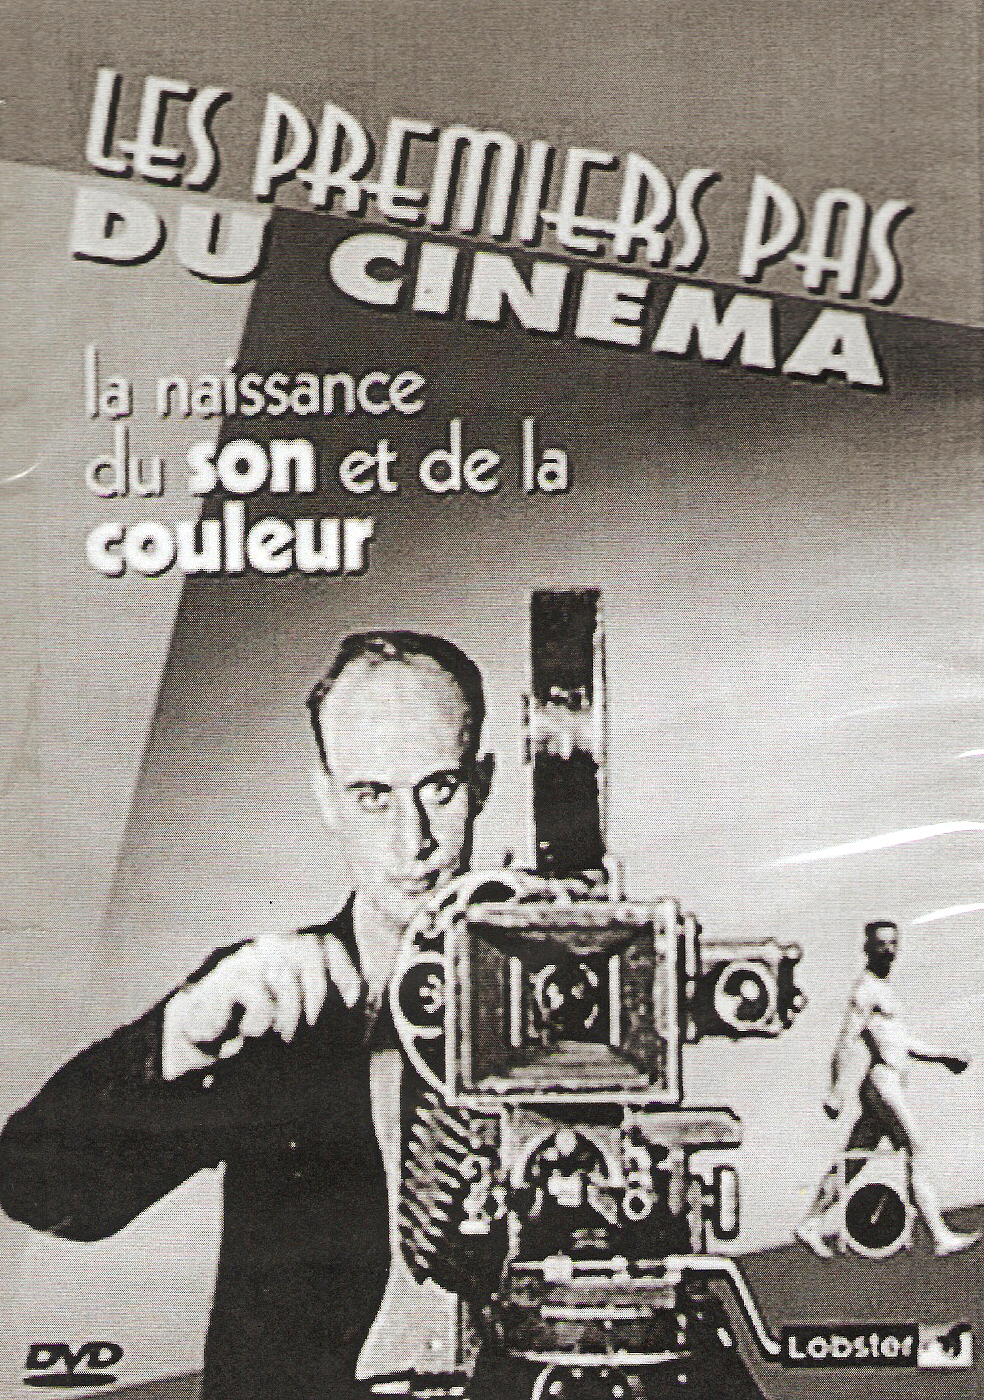 LES PREMIERS PAS
DU CINEMA
la naissance
du son et de la
couleur
DVD
Lobster